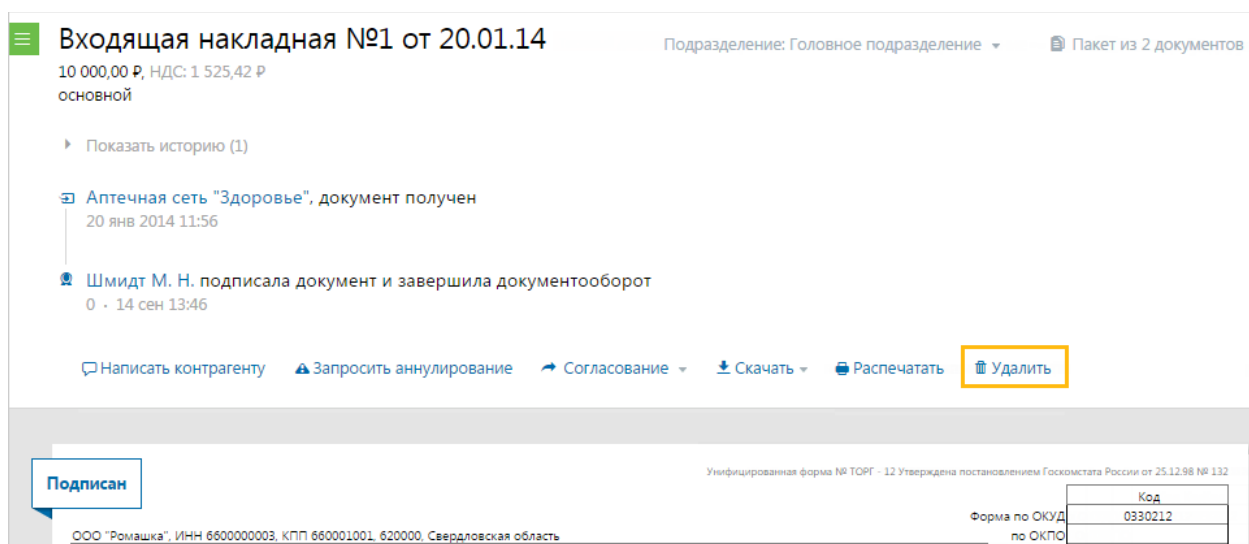 Входящая накладная №1 от 20.01.14
Подразделение: Головное подразделение
Пакет из 2 документов
10 000,00 ₽, НДС: 1 525,42 ₽
основной
Показать историю (1)
Аптечная сеть "Здоровье", документ получен
20 янв 2014 11:56
Шмидт М. Н. подписала документ и завершила документооборот
0 · 14 сен 13:46
Написать контрагенту
Запросить аннулирование
Согласование
Скачать
Распечатать
Удалить
Унифицированная форма № ТОРГ - 12 Утверждена постановлением Госкомстата России от 25.12.98 № 132
Подписан
Код
Форма по ОКУД
0330212
ООО "Ромашка", ИНН 6600000003, КПП 660001001, 620000, Свердловская область
по ОКПО